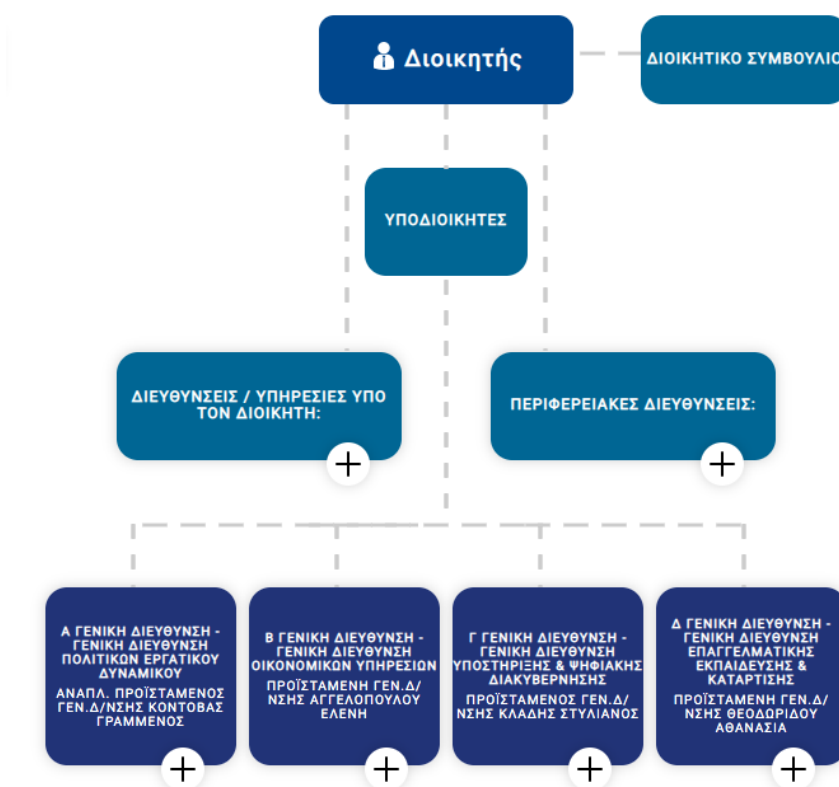 Διοικητής
ΔΙΟΙΚΗΤΙΚΟ ΣΥΜΒΟΥΛΙΟ
ΥΠΟΔΙΟΙΚΗΤΕΣ
ΔΙΕΥΘΥΝΣΕΙΣ / ΥΠΗΡΕΣΙΕΣ ΥΠΟ
ΤΟΝ ΔΙΟΙΚΗΤΗ:
ΠΕΡΙΦΕΡΕΙΑΚΕΣ ΔΙΕΥΘΥΝΣΕΙΣ:
Α ΓΕΝΙΚΗ ΔΙΕΥΘΥΝΣΗ -
ΓΕΝΙΚΗ ΔΙΕΥΘΥΝΣΗ
ΠΟΛΙΤΙΚΩΝ ΕΡΓΑΤΙΚΟΥ
ΔΥΝΑΜΙΚΟΥ
ΑΝΑΠΛ. ΠΡΟΪΣΤΑΜΕΝΟΣ
ΓΕΝ.Δ/ΝΣΗΣ ΚΟΝΤΟΒΑΣ
ΓΡΑΜΜΕΝΟΣ
Β ΓΕΝΙΚΗ ΔΙΕΥΘΥΝΣΗ -
ΓΕΝΙΚΗ ΔΙΕΥΘΥΝΣΗ
ΟΙΚΟΝΟΜΙΚΩΝ ΥΠΗΡΕΣΙΩΝ
ΠΡΟΪΣΤΑΜΕΝΗ ΓΕΝ.Δ/
ΝΣΗΣ ΑΓΓΕΛΟΠΟΥΛΟΥ
ΕΛΕΝΗ
Γ ΓΕΝΙΚΗ ΔΙΕΥΘΥΝΣΗ -
ΓΕΝΙΚΗ ΔΙΕΥΘΥΝΣΗ
ΥΠΟΣΤΗΡΙΞΗΣ & ΨΗΦΙΑΚΗΣ
ΔΙΑΚΥΒΕΡΝΗΣΗΣ
ΠΡΟΪΣΤΑΜΕΝΟΣ ΓΕΝ.Δ/
ΝΣΗΣ ΚΛΑΔΗΣ ΣΤΥΛΙΑΝΟΣ
Δ ΓΕΝΙΚΗ ΔΙΕΥΘΥΝΣΗ -
ΓΕΝΙΚΗ ΔΙΕΥΘΥΝΣΗ
ΕΠΑΓΓΕΛΜΑΤΙΚΗΣ
ΕΚΠΑΙΔΕΥΣΗΣ &
ΚΑΤΑΡΤΙΣΗΣ
ΠΡΟΪΣΤΑΜΕΝΗ ΓΕΝ.Δ/
ΝΣΗΣ ΘΕΟΔΩΡΙΔΟΥ
ΑΘΑΝΑΣΙΑ